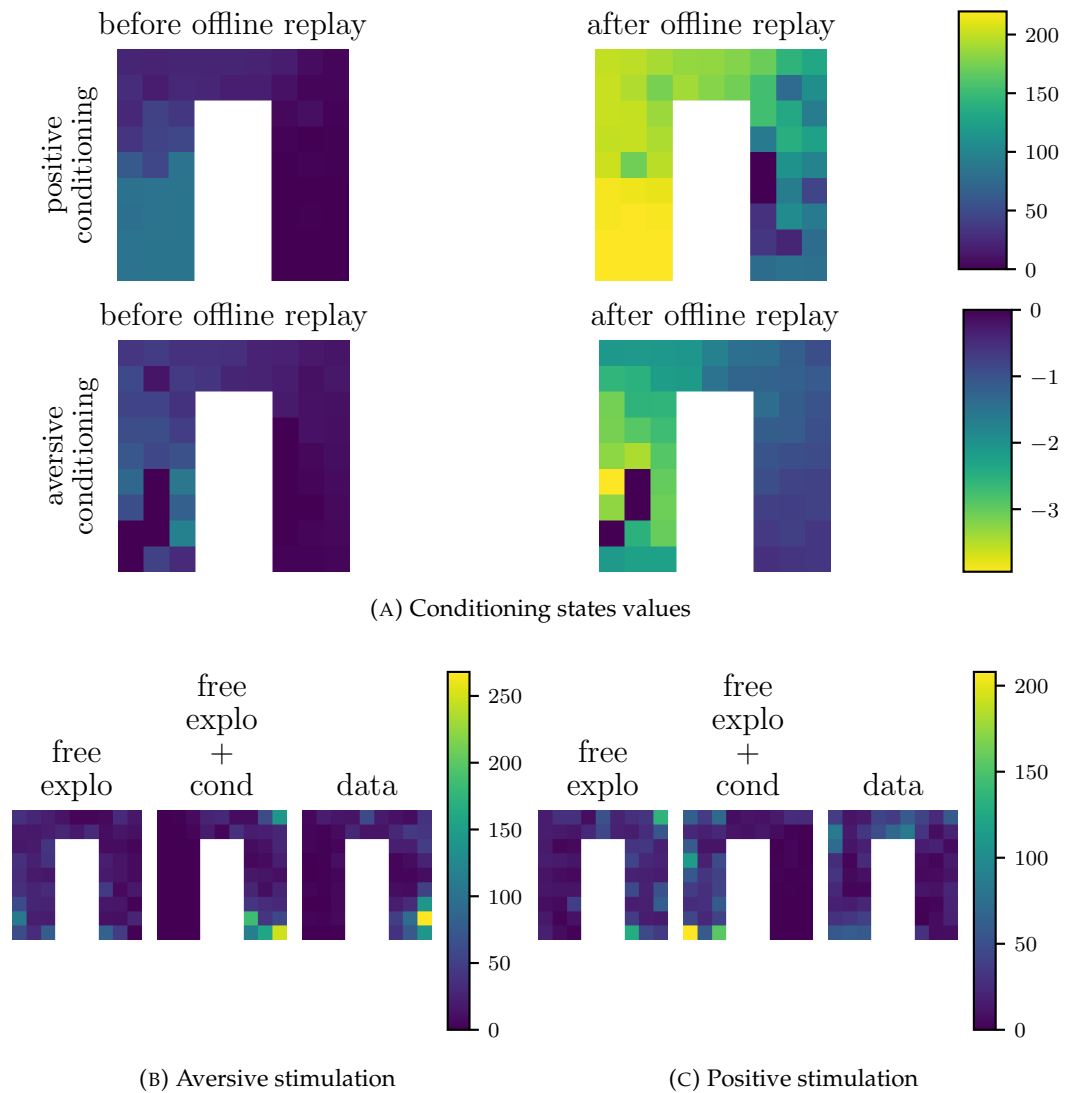 before offline replay
after offline replay
positive
conditioning
200
150
100
50
0
before offline replay
after offline replay
aversive
conditioning
0
−1
−2
−3
(A) Conditioning states values
free
explo
free
explo
+
cond
data
250
200
150
100
50
0
free
explo
free
explo
+
cond
data
200
150
100
50
0
(B) Aversive stimulation
(C) Positive stimulation